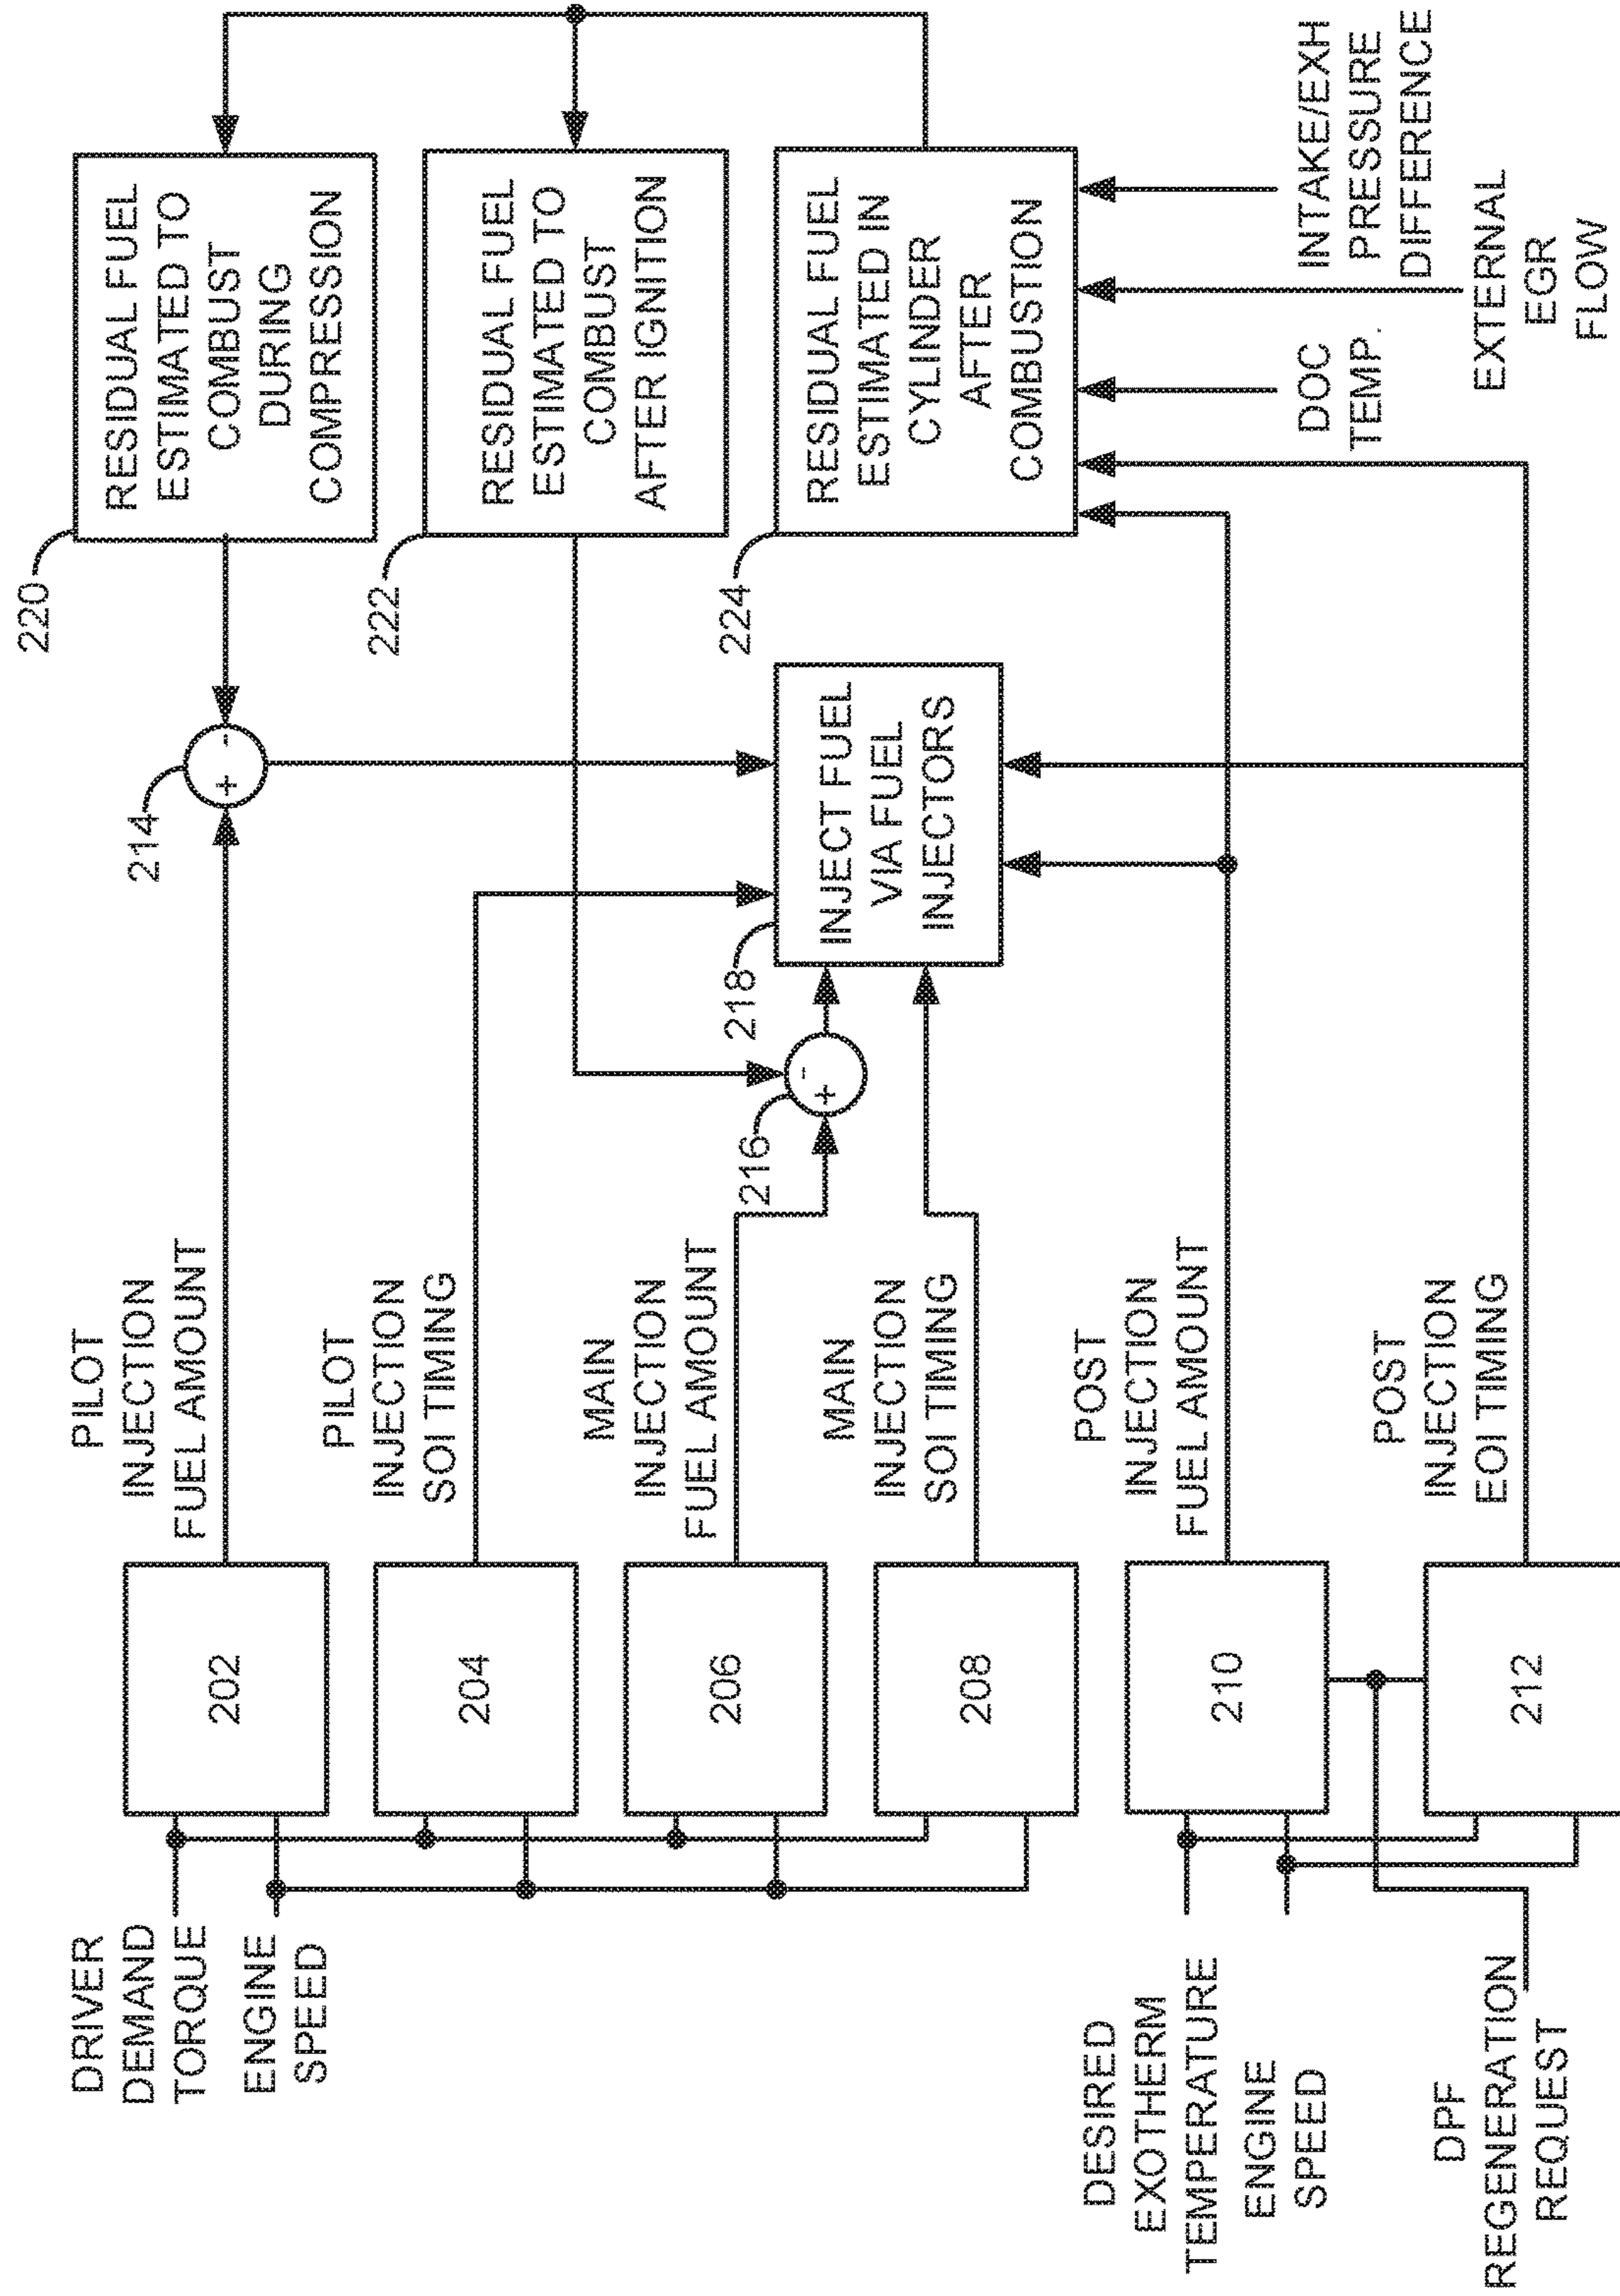 DRIVER
DEMAND
TORQUE
ENGINE
SPEED
202
PILOT
INJECTION
FUEL AMOUNT
214
+
-
220
RESIDUAL FUEL
ESTIMATED TO
COMBUST
DURING
COMPRESSION
204
PILOT
INJECTION
SOI TIMING
222
RESIDUAL FUEL
ESTIMATED TO
COMBUST
AFTER IGNITION
206
MAIN
INJECTION
FUEL AMOUNT
216
+
-
218
INJECT FUEL
VIA FUEL
INJECTORS
224
RESIDUAL FUEL
ESTIMATED IN
CYLINDER
AFTER
COMBUSTION
208
MAIN
INJECTION
SOI TIMING
DESIRED
EXOTHERM
TEMPERATURE
ENGINE
SPEED
210
POST
INJECTION
FUEL AMOUNT
DPF
REGENERATION
REQUEST
212
POST
INJECTION
EOI TIMING
DOC
TEMP.
EXTERNAL
EGR
FLOW
INTAKE/EXH
PRESSURE
DIFFERENCE